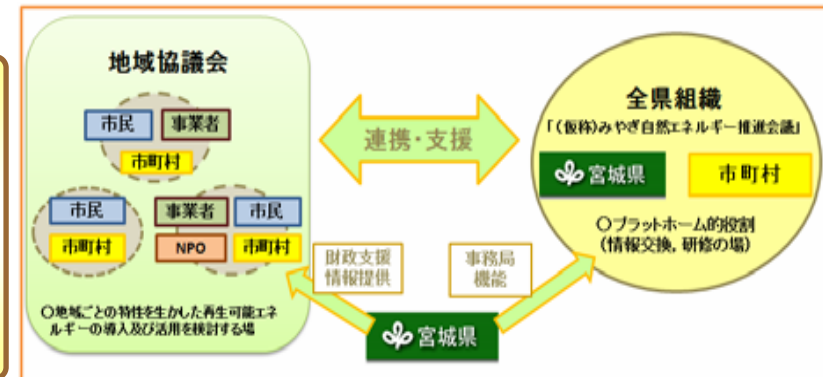 地域協議会
市民
事業者
市町村
市民
市町村
事業者
市民
NPO
市町村
○地域ごとの特性を生かした再生可能エネ
ルギーの導入及び活用を検討する場
連携・支援
財政支援
情報提供
事務局
機能
宮城県
全県組織
「(仮称)みやぎ自然エネルギー推進会議」
宮城県
市町村
○プラットホーム的役割
(情報交換,研修の場)